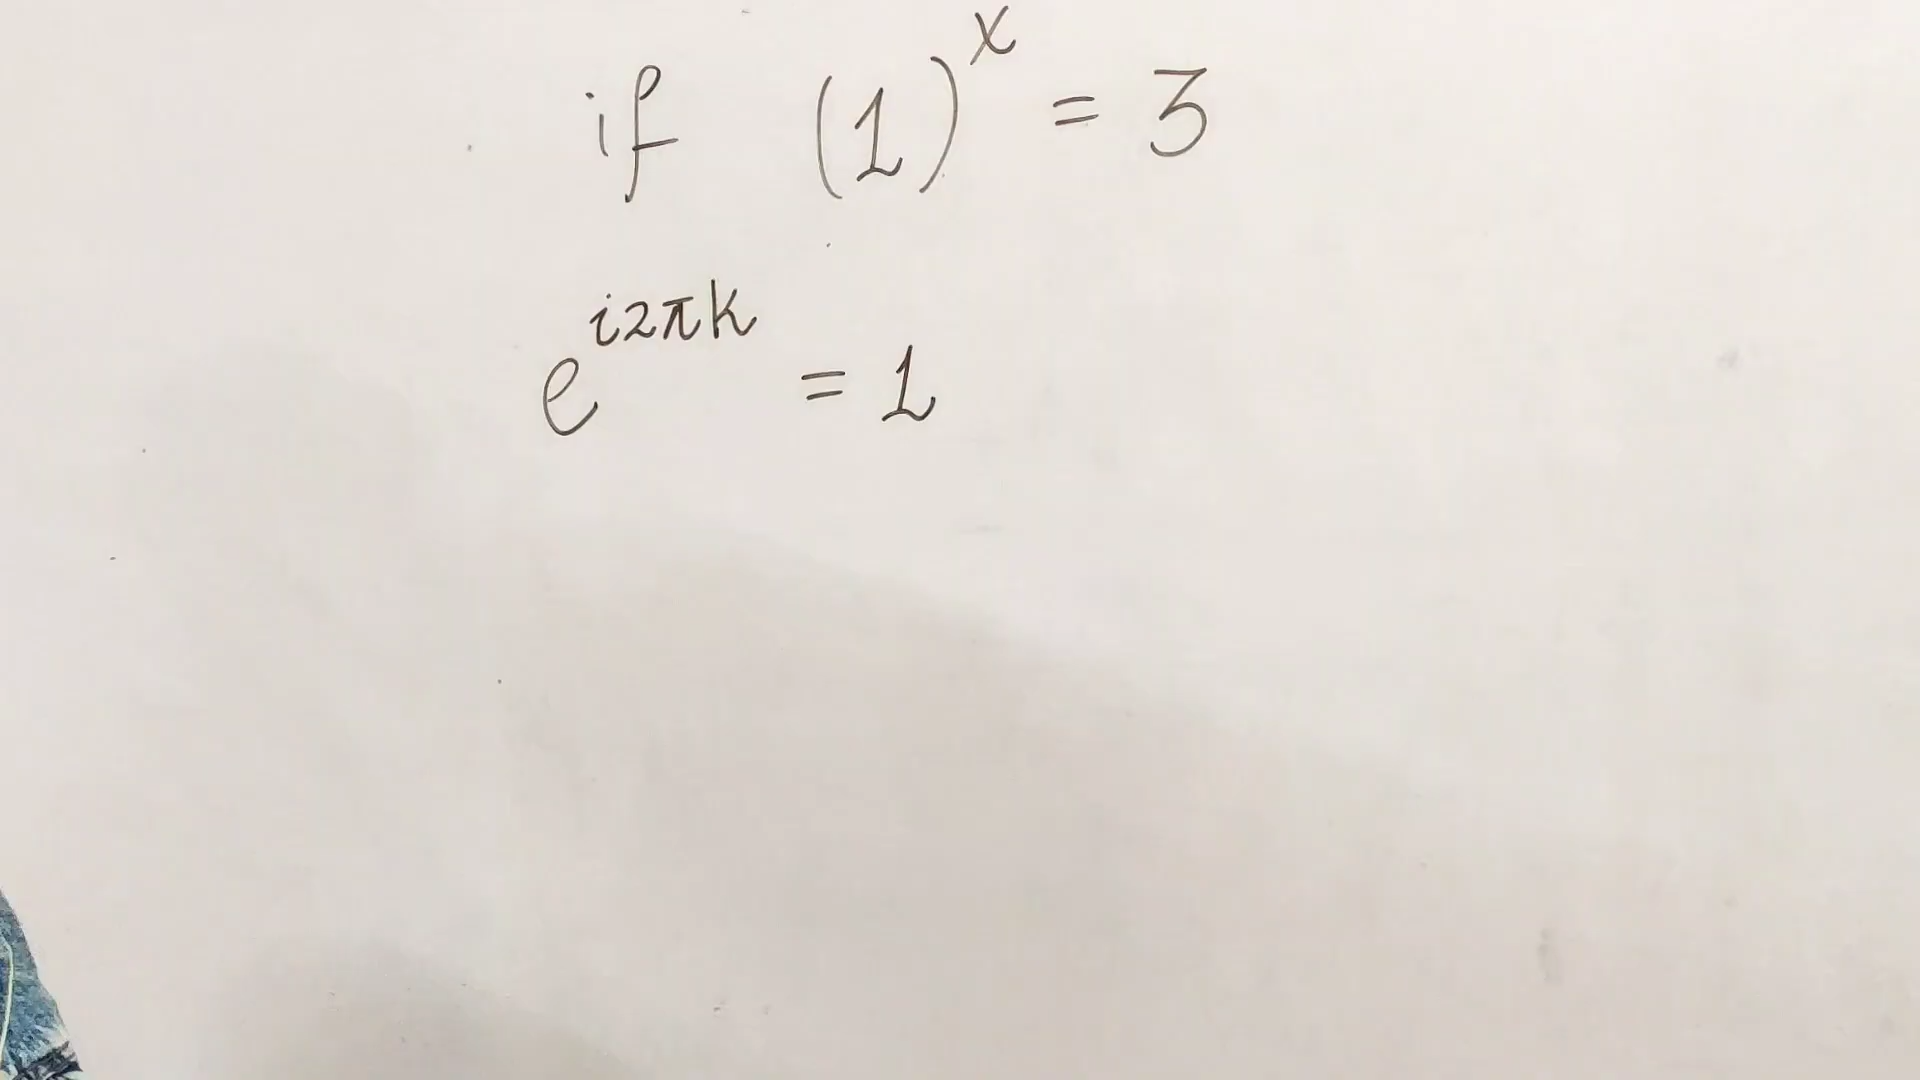 if (1)^x = 3
e^{i2πk} = 1